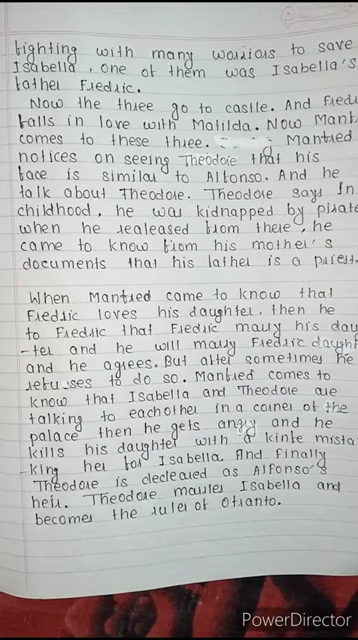 fighting with many worriors to save
Isabella, one of them was Isabella's
father Fredric.
Now the three go to castle. And Fredr
falls in love with Matilda. Now Manf
comes to these three. Manfred
notices on seeing Theodore that his
face is similar to Alfonso. And he
talk about Theodore. Theodore says In
childhood, he was kidnapped by pirate
when he realeased from there, he
came to know from his mother's
documents that his father is a priest.
When Manfred came to know that
Fredric loves his daughter, then he
to Fredric that Fredric marry his dau
-ter and he will marry Fredric daught
and he agrees. But after sometimes he
refuses to do so. Manfred comes to
know that Isabella and Theodore are
talking to eachother in a corner of the
palace then he gets angry and he
kills his daughter with a kinfe mista
-king her for Isabella. And finally
Theodore is decleared as Alfonso's
heir. Theodore marries Isabella and
becomes the ruler of Otranto.
PowerDirector